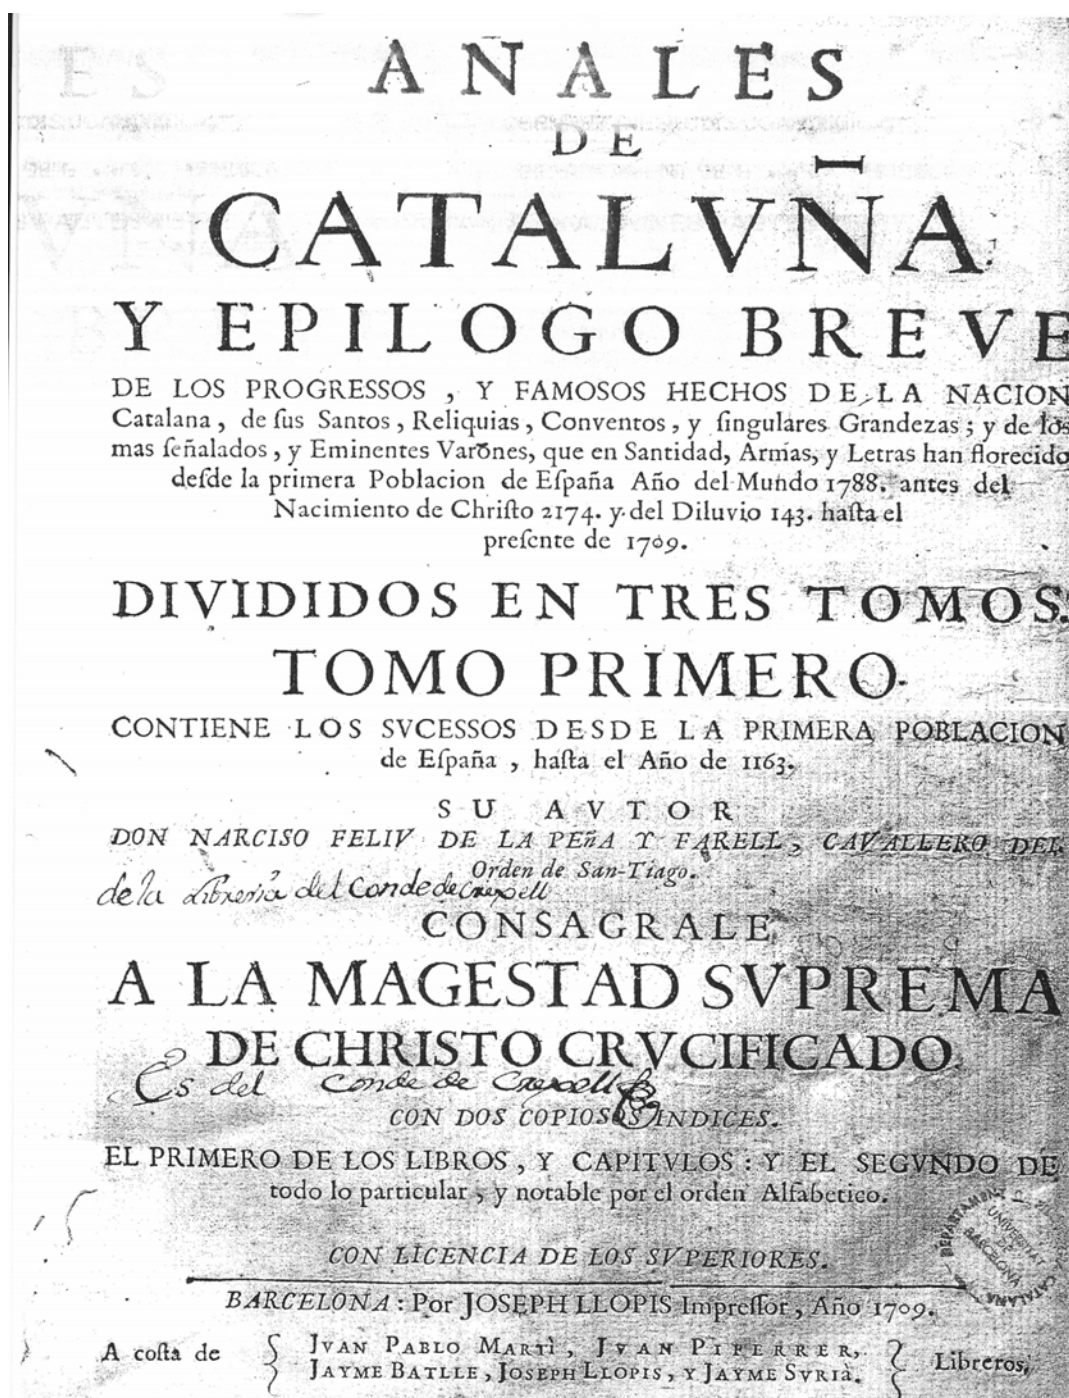 ANALES
DE
CATALVÑA
Y EPILOGO BREVE
DE LOS PROGRESSOS , Y FAMOSOS HECHOS DE LA NACION
Catalana , de ſus Santos , Reliquias , Conventos , y ſingulares Grandezas ; y de los
mas ſeñalados , y Eminentes Varones, que en Santidad, Armas, y Letras han florecido
deſde la primera Poblacion de Eſpaña Año del Mundo 1788. antes del
Nacimiento de Chriſto 2174. y del Diluvio 143. haſta el
preſente de 1709.
DIVIDIDOS EN TRES TOMOS.
TOMO PRIMERO.
CONTIENE LOS SVCESSOS DESDE LA PRIMERA POBLACION
de Eſpaña , haſta el Año de 1163.
SU AVTOR
DON NARCISO FELIV DE LA PEñA Y FARELL, CAVALLERO DEL
Orden de San-Tiago.
de la Libreria del Conde de Crexell
CONSAGRALE
A LA MAGESTAD SVPREMA
DE CHRISTO CRVCIFICADO.
Es del Conde de Crexell
CON DOS COPIOSOS INDICES.
EL PRIMERO DE LOS LIBROS , Y CAPITVLOS : Y EL SEGVNDO DE
todo lo particular , y notable por el orden Alfabetico.
CON LICENCIA DE LOS SVPERIORES.
DEPARTAMENT
CATALANA
UNIVERSITAT
DE
BARCELONA
BARCELONA : Por JOSEPH LLOPIS Impreſſor , Año 1709.
A coſta de { JVAN PABLO MARTÌ, JVAN PIFERRER, } Libreros,
JAYME BATLLE, JOSEPH LLOPIS, Y JAYME SVRIÀ.